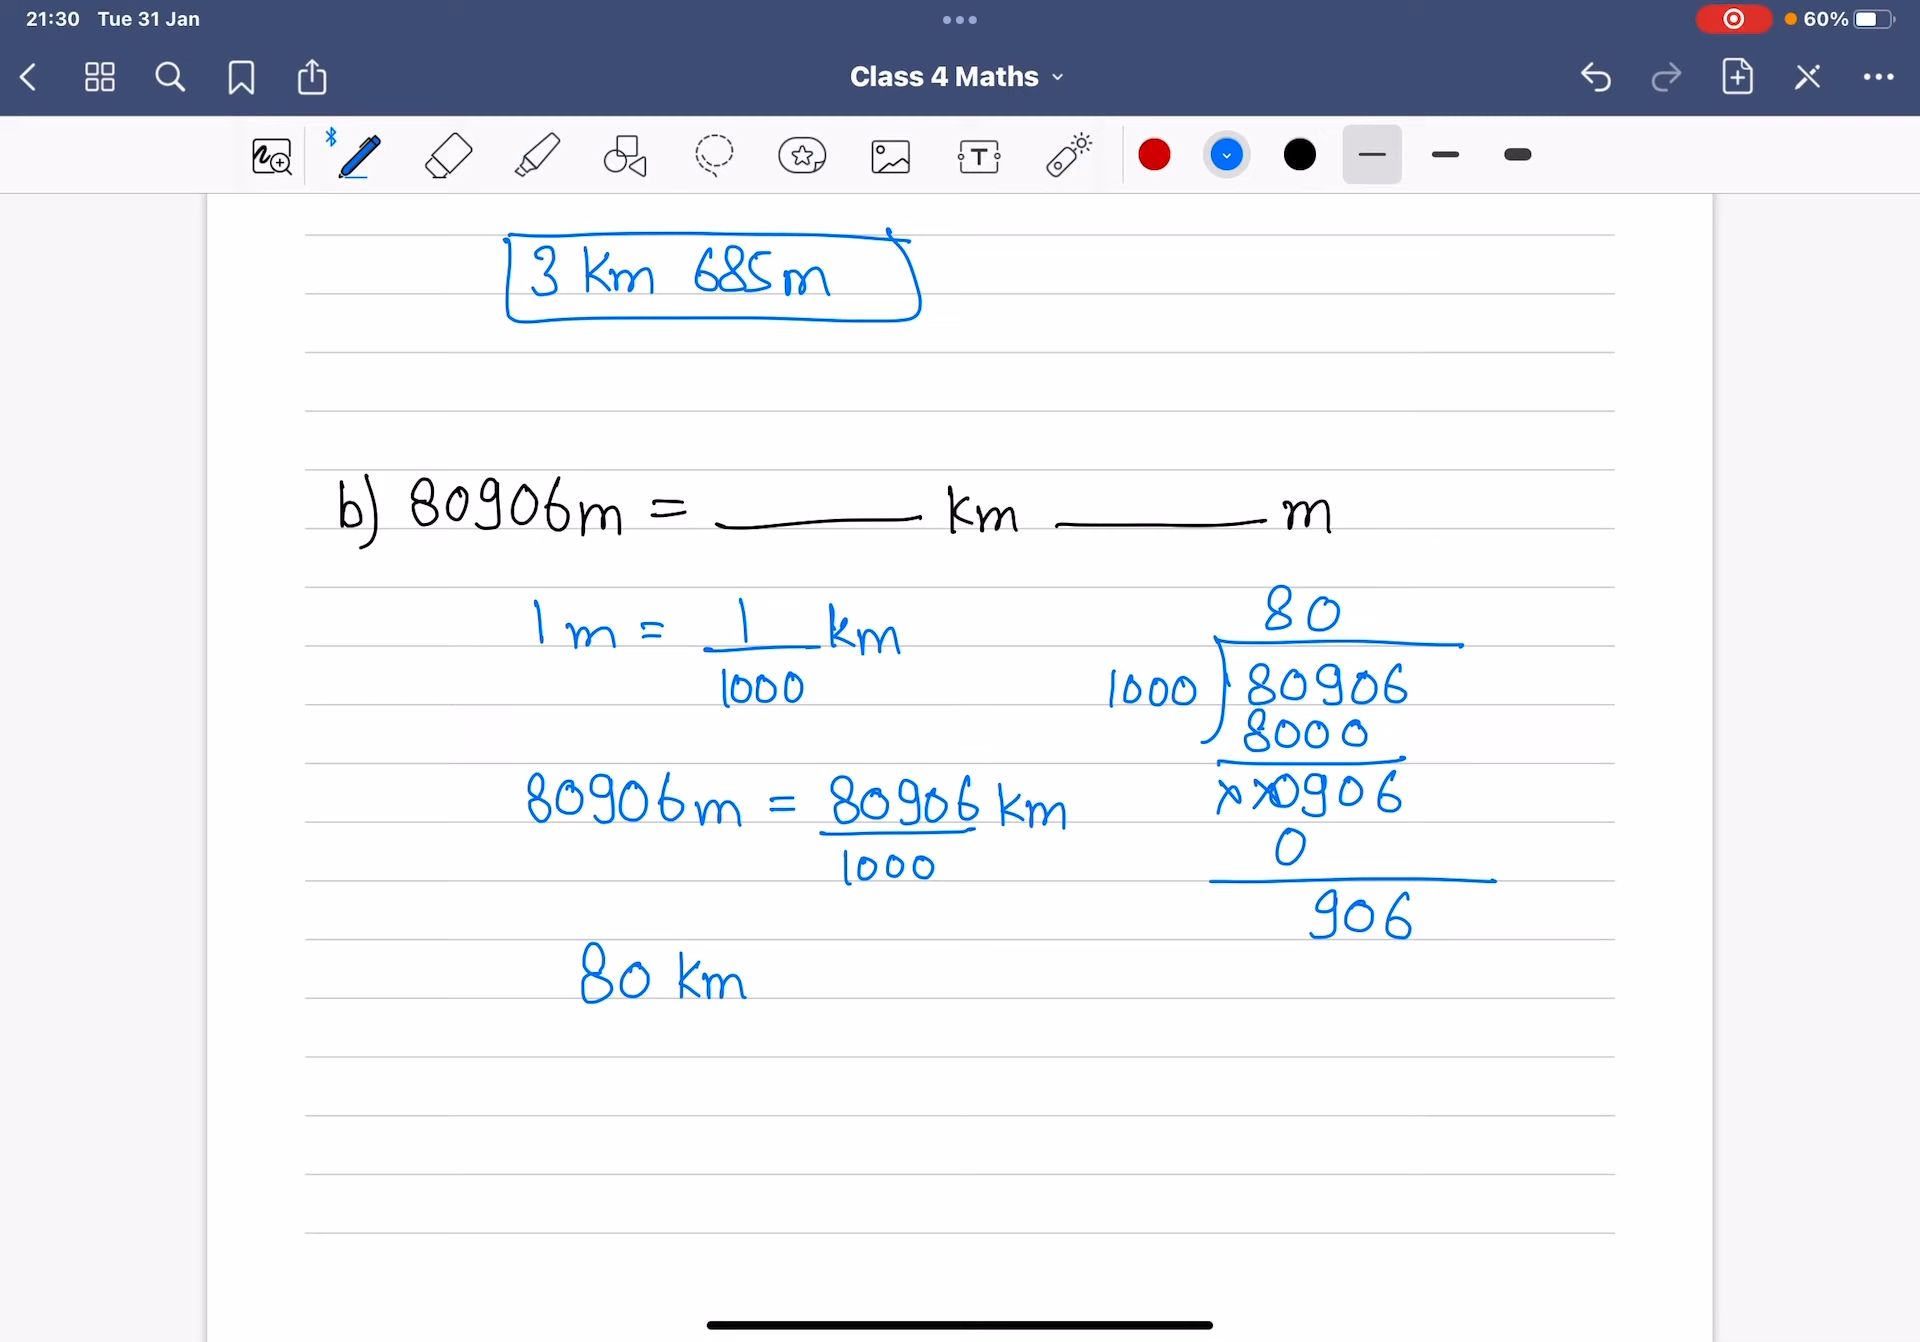 21:30 Tue 31 Jan
60%
Class 4 Maths
T
3 km 685m
b) 80906m = ______ km ______ m
1 m = 1/1000 km
80
1000 80906
8000
xx0906
0
906
80906m = 80906/1000 km
80 km